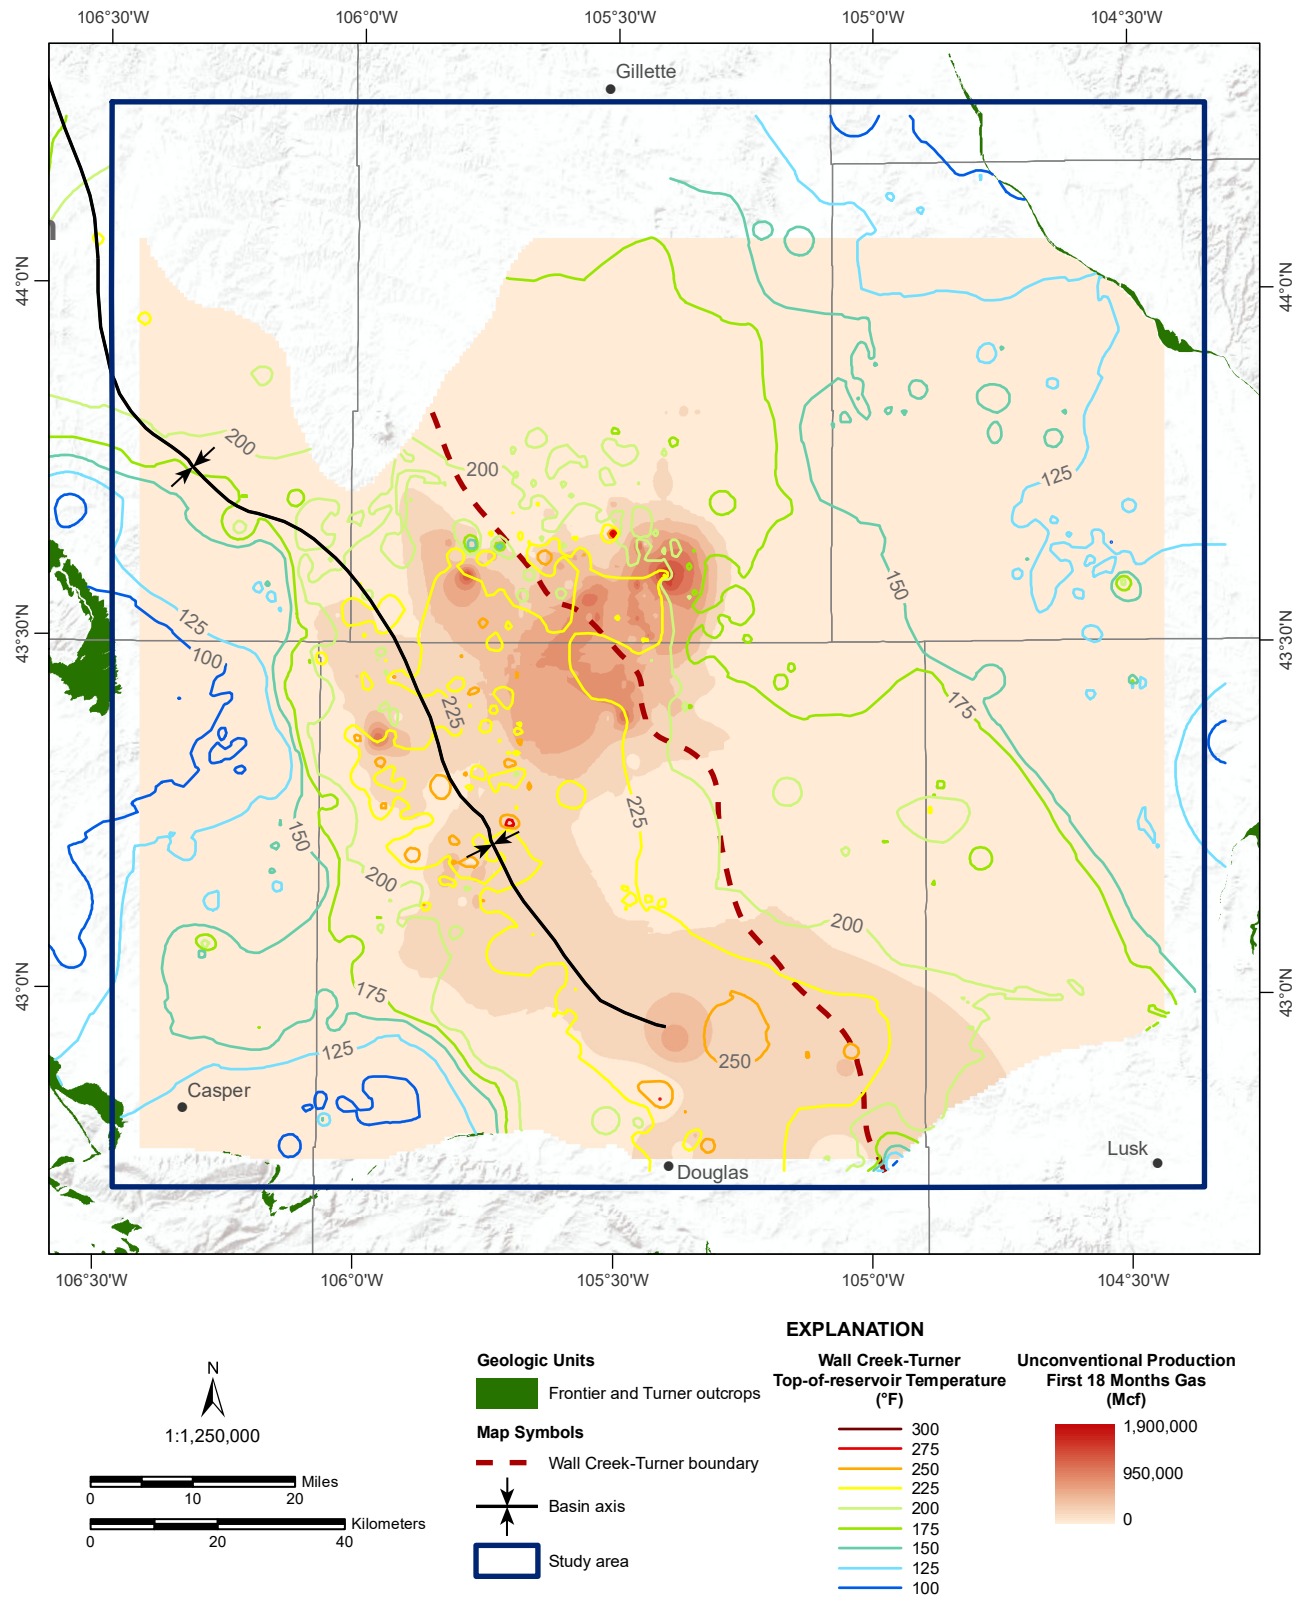 106°30'W 106°0'W 105°30'W 105°0'W 104°30'W
Gillette
44°0'N
44°0'N
200
200
125
150
43°30'N
43°30'N
125
100
225
175
225
150
200
200
43°0'N
43°0'N
175
125
250
Casper
Lusk
Douglas
106°30'W 106°0'W 105°30'W 105°0'W 104°30'W
EXPLANATION
N
1:1,250,000
0 10 20 Miles
0 20 40 Kilometers
Geologic Units
Frontier and Turner outcrops
Map Symbols
Wall Creek-Turner boundary
Basin axis
Study area
Wall Creek-Turner
Top-of-reservoir Temperature
(°F)
300
275
250
225
200
175
150
125
100
Unconventional Production
First 18 Months Gas
(Mcf)
1,900,000
950,000
0